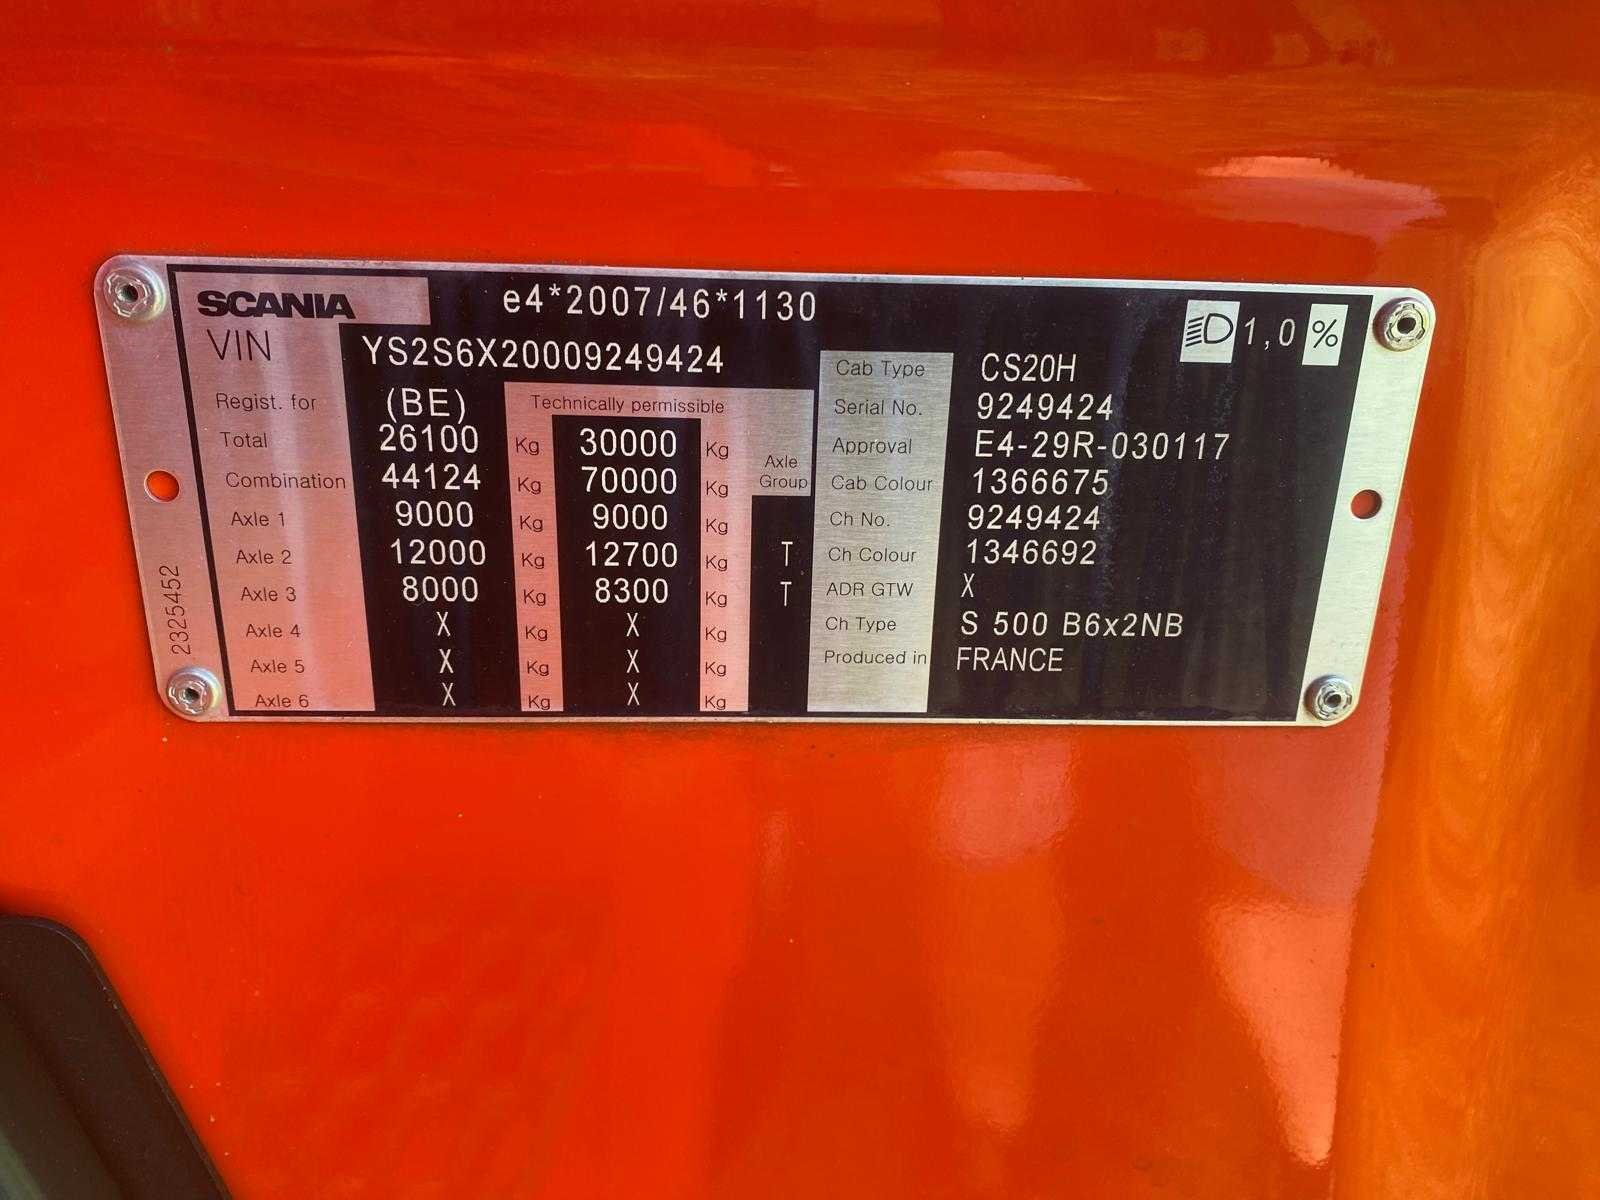 SCANIA e4*2007/46*1130 1,0 %
VIN YS2S6X20009249424
Regist. for (BE) Technically permissible
Total 26100 Kg 30000 Kg
Combination 44124 Kg 70000 Kg Axle Group
Axle 1 9000 Kg 9000 Kg
Axle 2 12000 Kg 12700 Kg T
Axle 3 8000 Kg 8300 Kg T
Axle 4 X Kg X Kg
Axle 5 X Kg X Kg
Axle 6 X Kg X Kg
Cab Type CS20H
Serial No. 9249424
Approval E4-29R-030117
Cab Colour 1366675
Ch No. 9249424
Ch Colour 1346692
ADR GTW X
Ch Type S 500 B6x2NB
Produced in FRANCE
2325452